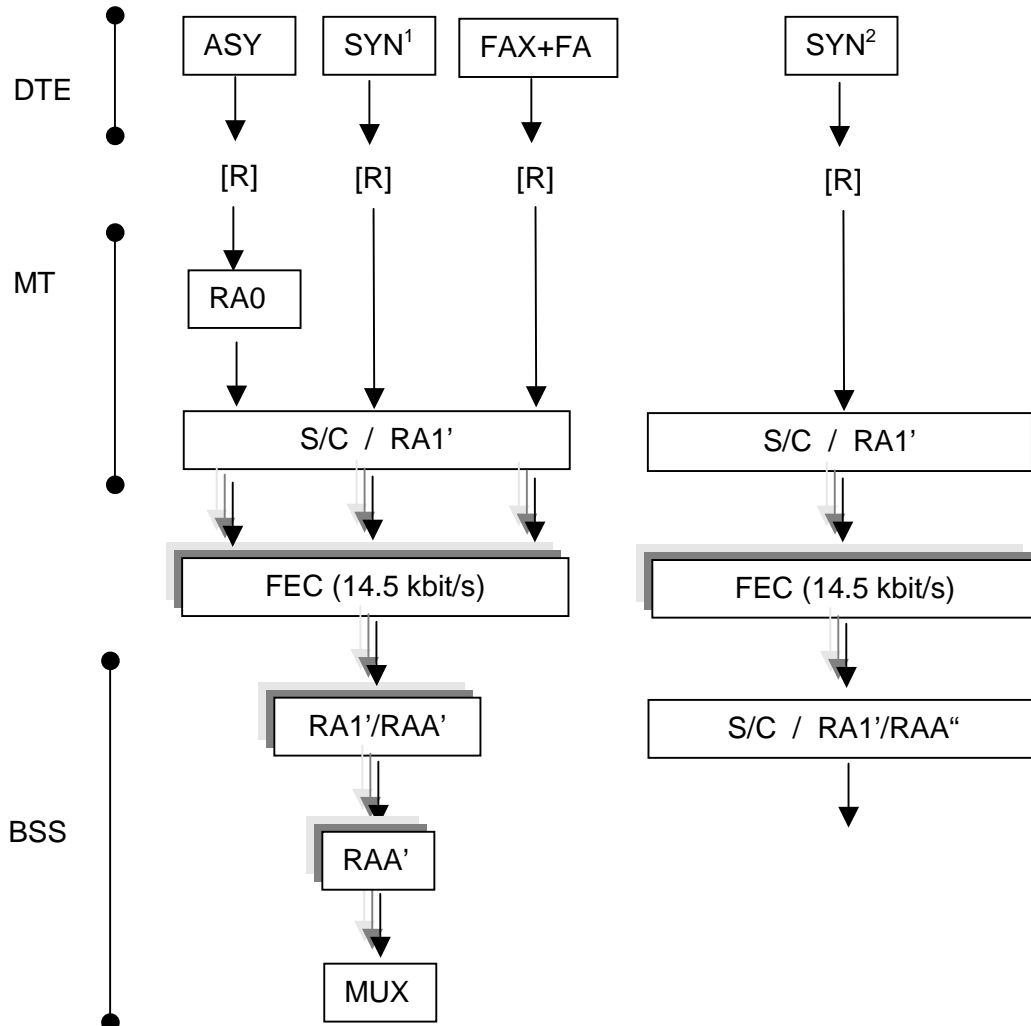 ASY SYN¹ FAX+FA SYN²
DTE
[R] [R] [R] [R]
MT
RA0
S/C / RA1’ S/C / RA1’
FEC (14.5 kbit/s) FEC (14.5 kbit/s)
RA1’/RAA’ S/C / RA1’/RAA“
BSS
RAA’
MUX